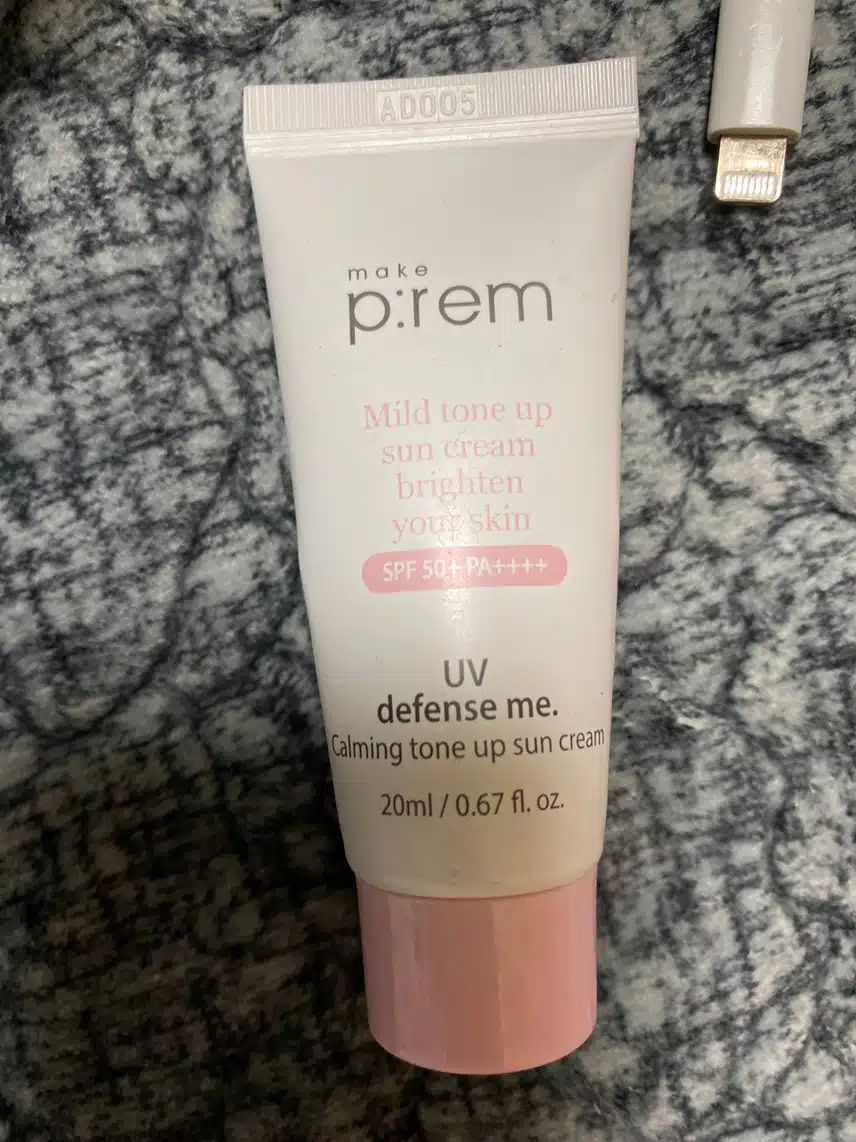 AD005
make
p:rem
Mild tone up
sun cream
brighten
your skin
SPF 50+ PA++++
UV
defense me.
Calming tone up sun cream
20ml / 0.67 fl. oz.